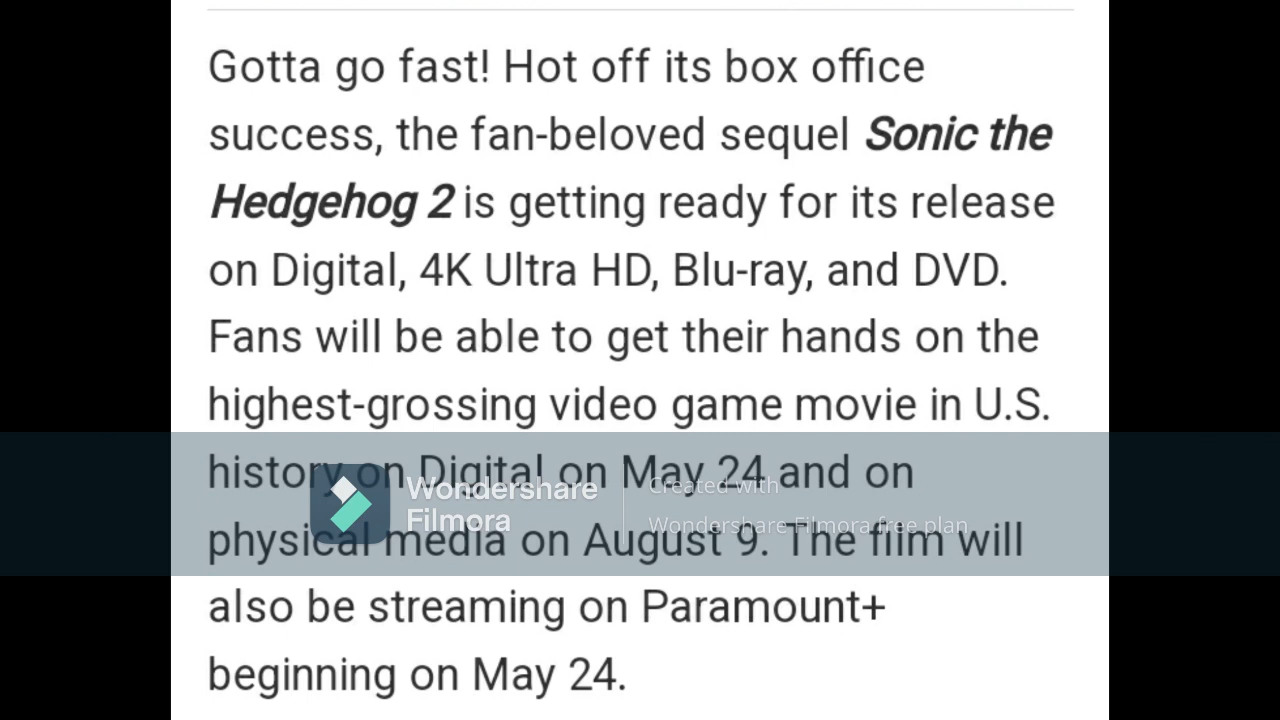 Gotta go fast! Hot off its box office
success, the fan-beloved sequel Sonic the
Hedgehog 2 is getting ready for its release
on Digital, 4K Ultra HD, Blu-ray, and DVD.
Fans will be able to get their hands on the
highest-grossing video game movie in U.S.
history on Digital on May 24 and on
physical media on August 9. The film will
also be streaming on Paramount+
beginning on May 24.
Wondershare
Filmora
Created with
Wondershare Filmora free plan